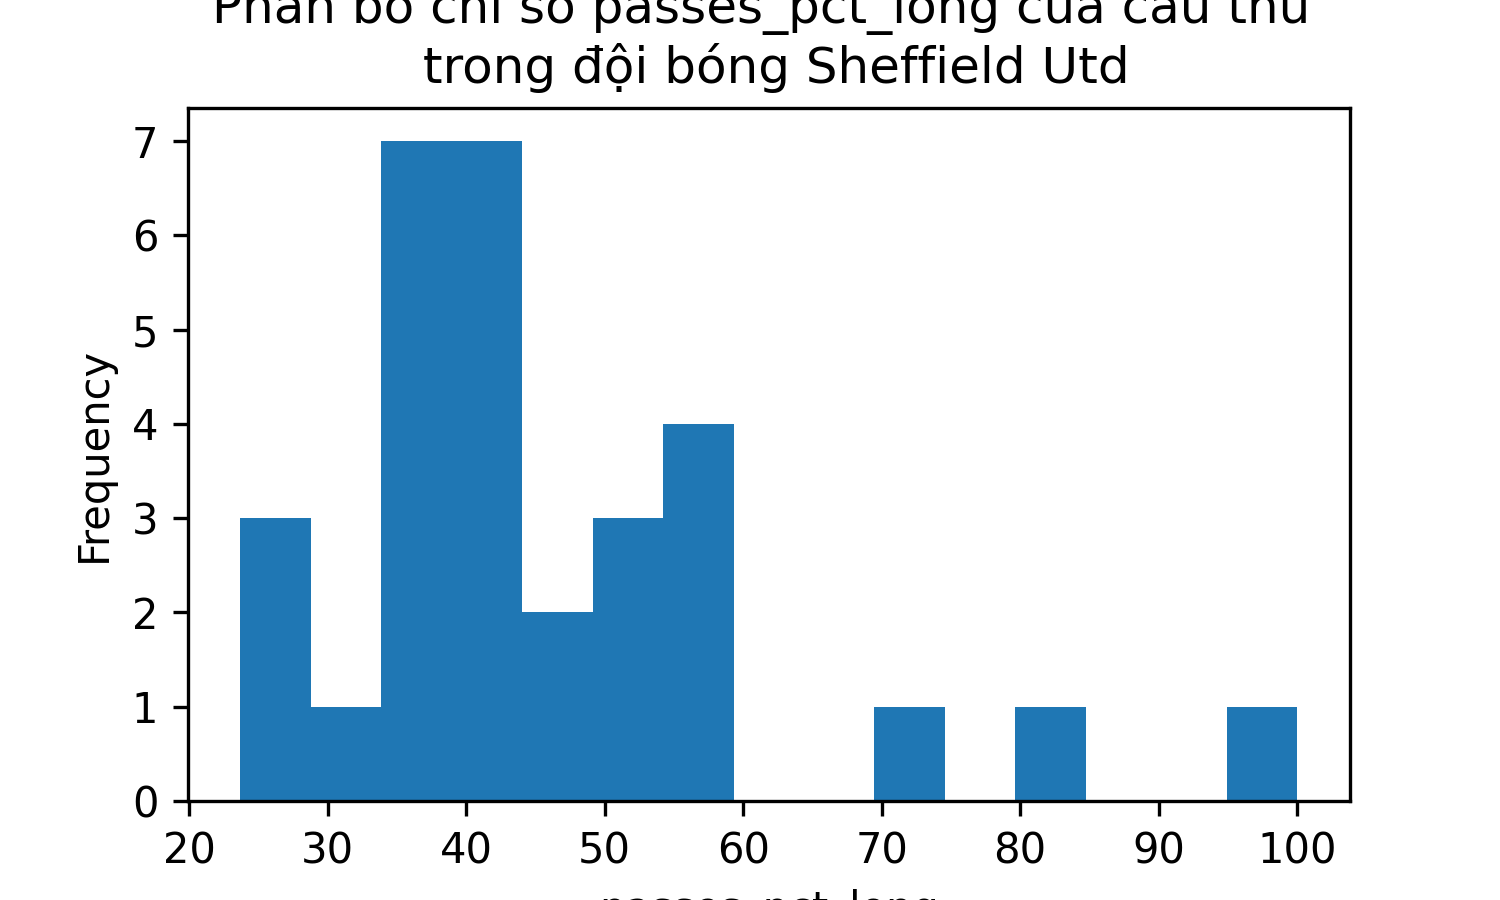 Phân bố chỉ số passes_pct_long của cầu thủ
trong đội bóng Sheffield Utd
7
6
5
4
3
2
1
0
Frequency
20 30 40 50 60 70 80 90 100
passes_pct_long